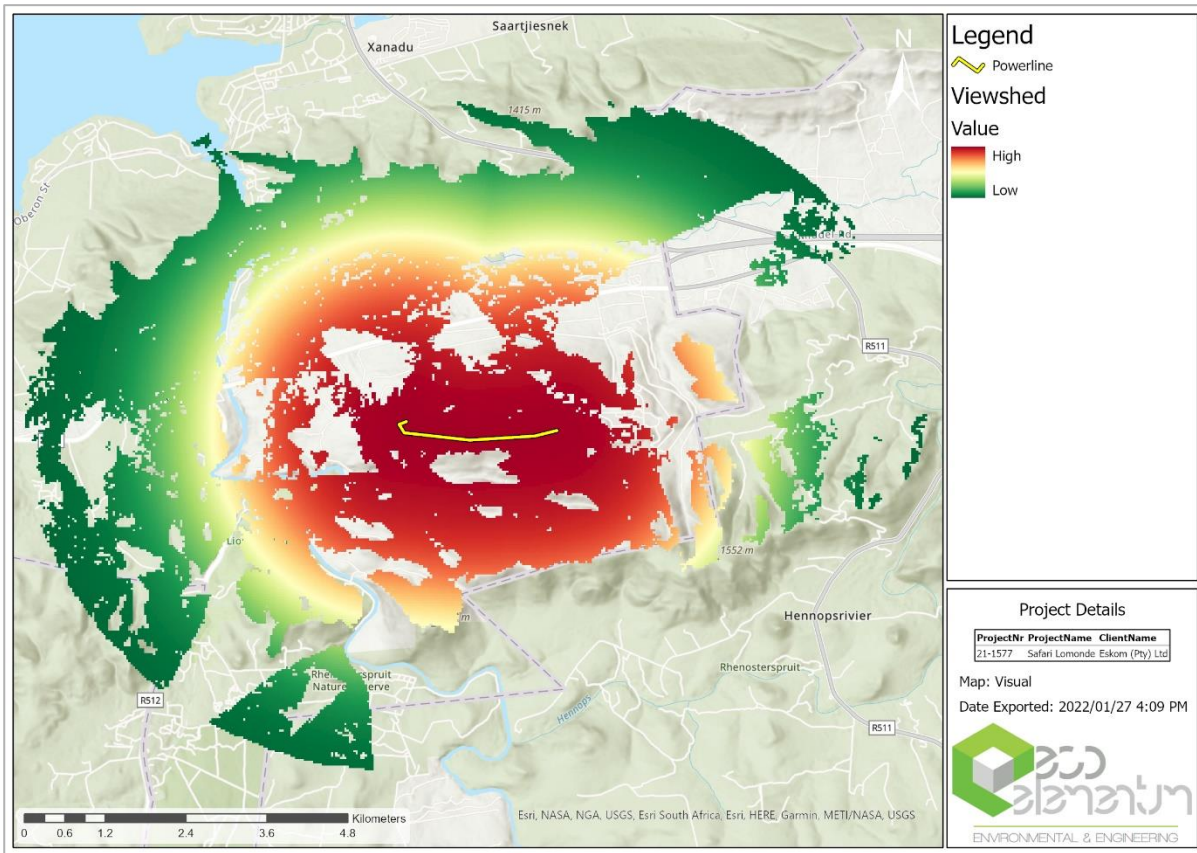 Saartjiesnek
Xanadu
N
1415 m
Oberon St
R511
1552 m
Hennopsrivier
Rhenosterspruit
Nature Reserve
R512
Hennops
R511
Kilometers
0 0.6 1.2 2.4 3.6 4.8
Esri, NASA, NGA, USGS, Esri South Africa, Esri, HERE, Garmin, METI/NASA, USGS
Legend
Powerline
Viewshed
Value
High
Low
Project Details
ProjectNr ProjectName ClientName
21-1577 Safari Lomonde Eskom (Pty) Ltd
Map: Visual
Date Exported: 2022/01/27 4:09 PM
eco
elementum
ENVIRONMENTAL & ENGINEERING